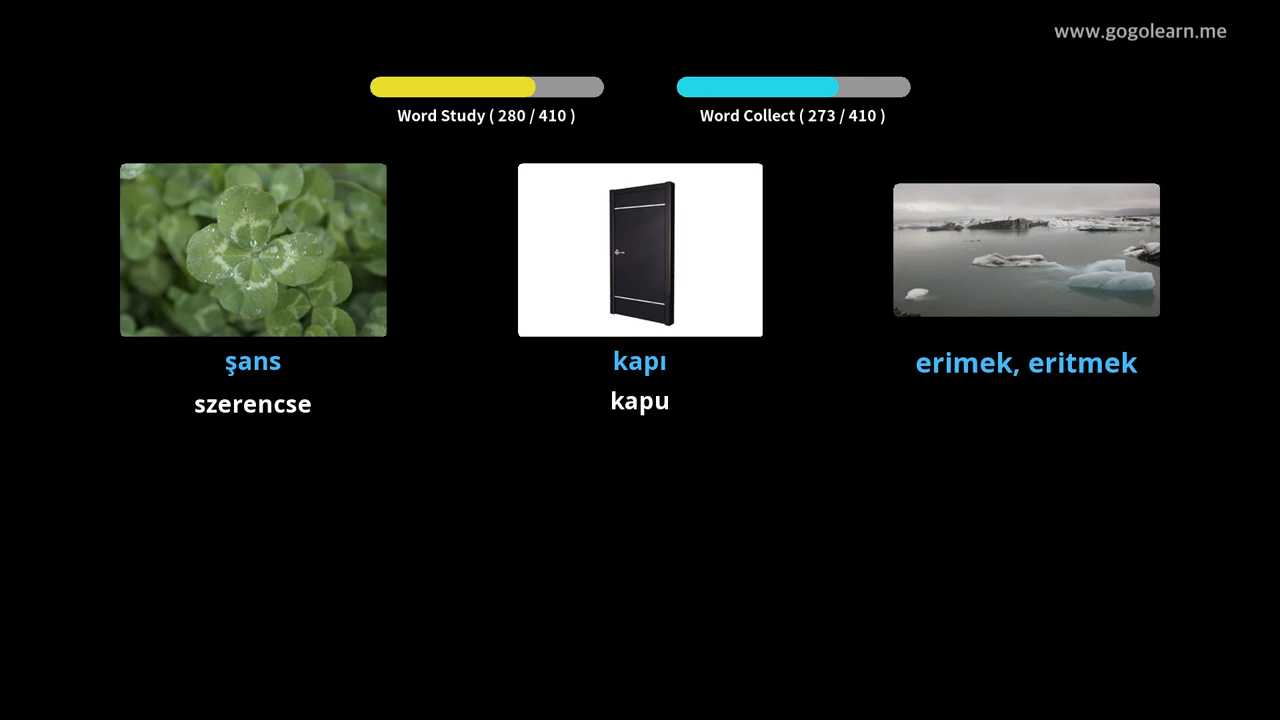 www.gogolearn.me
Word Study ( 280 / 410 )
Word Collect ( 273 / 410 )
şans
kapı
erimek, eritmek
szerencse
kapu